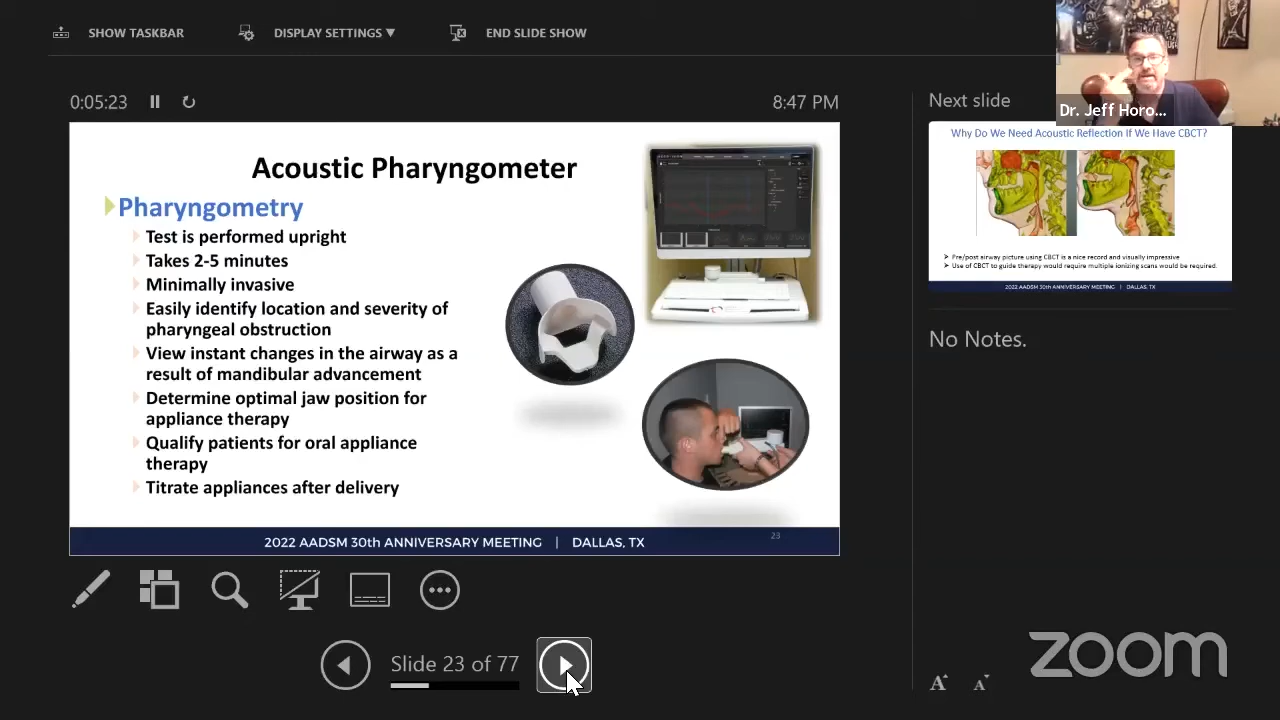 SHOW TASKBAR
DISPLAY SETTINGS ▼
END SLIDE SHOW
0:05:23
8:47 PM
Acoustic Pharyngometer
Pharyngometry
Test is performed upright
Takes 2-5 minutes
Minimally invasive
Easily identify location and severity of
pharyngeal obstruction
View instant changes in the airway as a
result of mandibular advancement
Determine optimal jaw position for
appliance therapy
Qualify patients for oral appliance
therapy
Titrate appliances after delivery
2022 AADSM 30th ANNIVERSARY MEETING | DALLAS, TX
23
Slide 23 of 77
Next slide
Dr. Jeff Horo...
Why Do We Need Acoustic Reflection If We Have CBCT?
Pre/post airway picture using CBCT is a nice record and visually impressive
Use of CBCT to guide therapy would require multiple ionizing scans would be required.
2022 AADSM 30th ANNIVERSARY MEETING | DALLAS, TX
No Notes.
A A
zoom